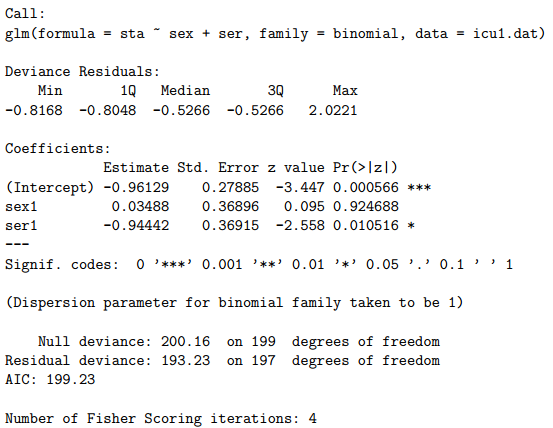 Call:
glm(formula = sta ~ sex + ser, family = binomial, data = icu1.dat)
Deviance Residuals:
Min 1Q Median 3Q Max
-0.8168 -0.8048 -0.5266 -0.5266 2.0221
Coefficients:
Estimate Std. Error z value Pr(>|z|)
(Intercept) -0.96129 0.27885 -3.447 0.000566 ***
sex1 0.03488 0.36896 0.095 0.924688
ser1 -0.94442 0.36915 -2.558 0.010516 *
---
Signif. codes: 0 ’***’ 0.001 ’**’ 0.01 ’*’ 0.05 ’.’ 0.1 ’ ’ 1
(Dispersion parameter for binomial family taken to be 1)
Null deviance: 200.16 on 199 degrees of freedom
Residual deviance: 193.23 on 197 degrees of freedom
AIC: 199.23
Number of Fisher Scoring iterations: 4